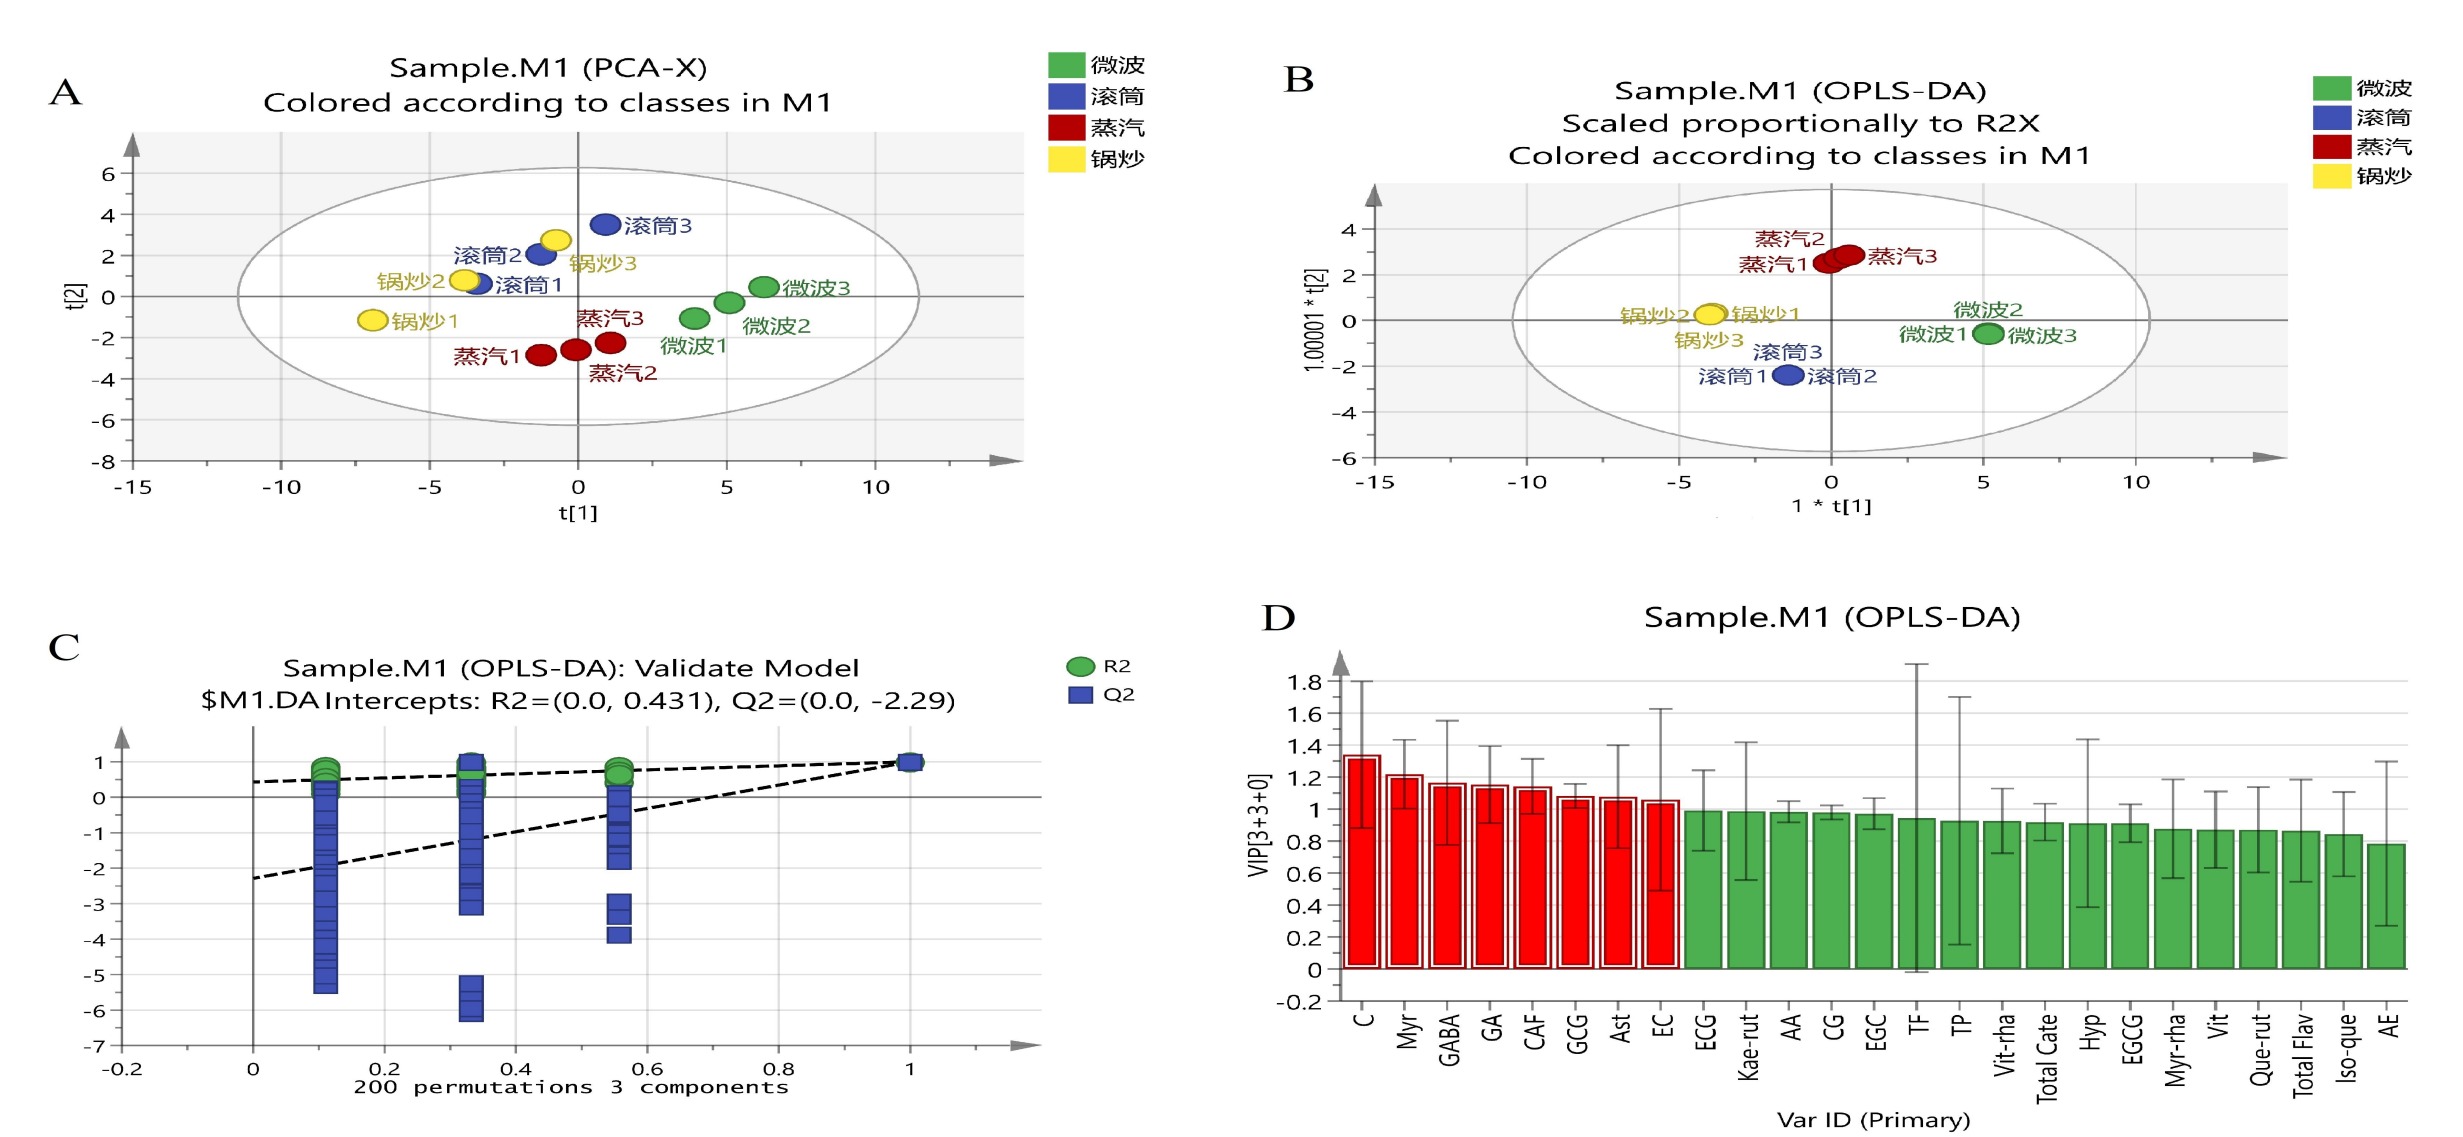 A
Sample.M1 (PCA-X)
Colored according to classes in M1
微波
滚筒
蒸汽
锅炒
6
4
2
0
-2
-4
-6
-8
t[2]
滚筒3
滚筒2
锅炒3
锅炒2
滚筒1
微波3
锅炒1
蒸汽3
微波2
微波1
蒸汽1
蒸汽2
-15
-10
-5
0
5
10
t[1]
B
Sample.M1 (OPLS-DA)
Scaled proportionally to R2X
Colored according to classes in M1
微波
滚筒
蒸汽
锅炒
4
2
0
-2
-4
-6
1.00001 * t[2]
蒸汽2
蒸汽1
蒸汽3
锅炒2
锅炒1
锅炒3
微波2
微波1
微波3
滚筒3
滚筒1
滚筒2
-15
-10
-5
0
5
10
1 * t[1]
C
Sample.M1 (OPLS-DA): Validate Model
$M1.DA Intercepts: R2=(0.0, 0.431), Q2=(0.0, -2.29)
R2
Q2
1
0
-1
-2
-3
-4
-5
-6
-7
-0.2
0
0.2
0.4
0.6
0.8
1
200 permutations 3 components
D
Sample.M1 (OPLS-DA)
1.8
1.6
1.4
1.2
1
0.8
0.6
0.4
0.2
0
-0.2
VIP[3+3+0]
C
Myr
GABA
GA
CAF
GCG
Ast
EC
ECG
Kae-rut
AA
CG
EGC
TF
TP
Vit-rha
Total Cate
Hyp
EGCG
Myr-rha
Vit
Que-rut
Total Flav
Iso-que
AE
Var ID (Primary)